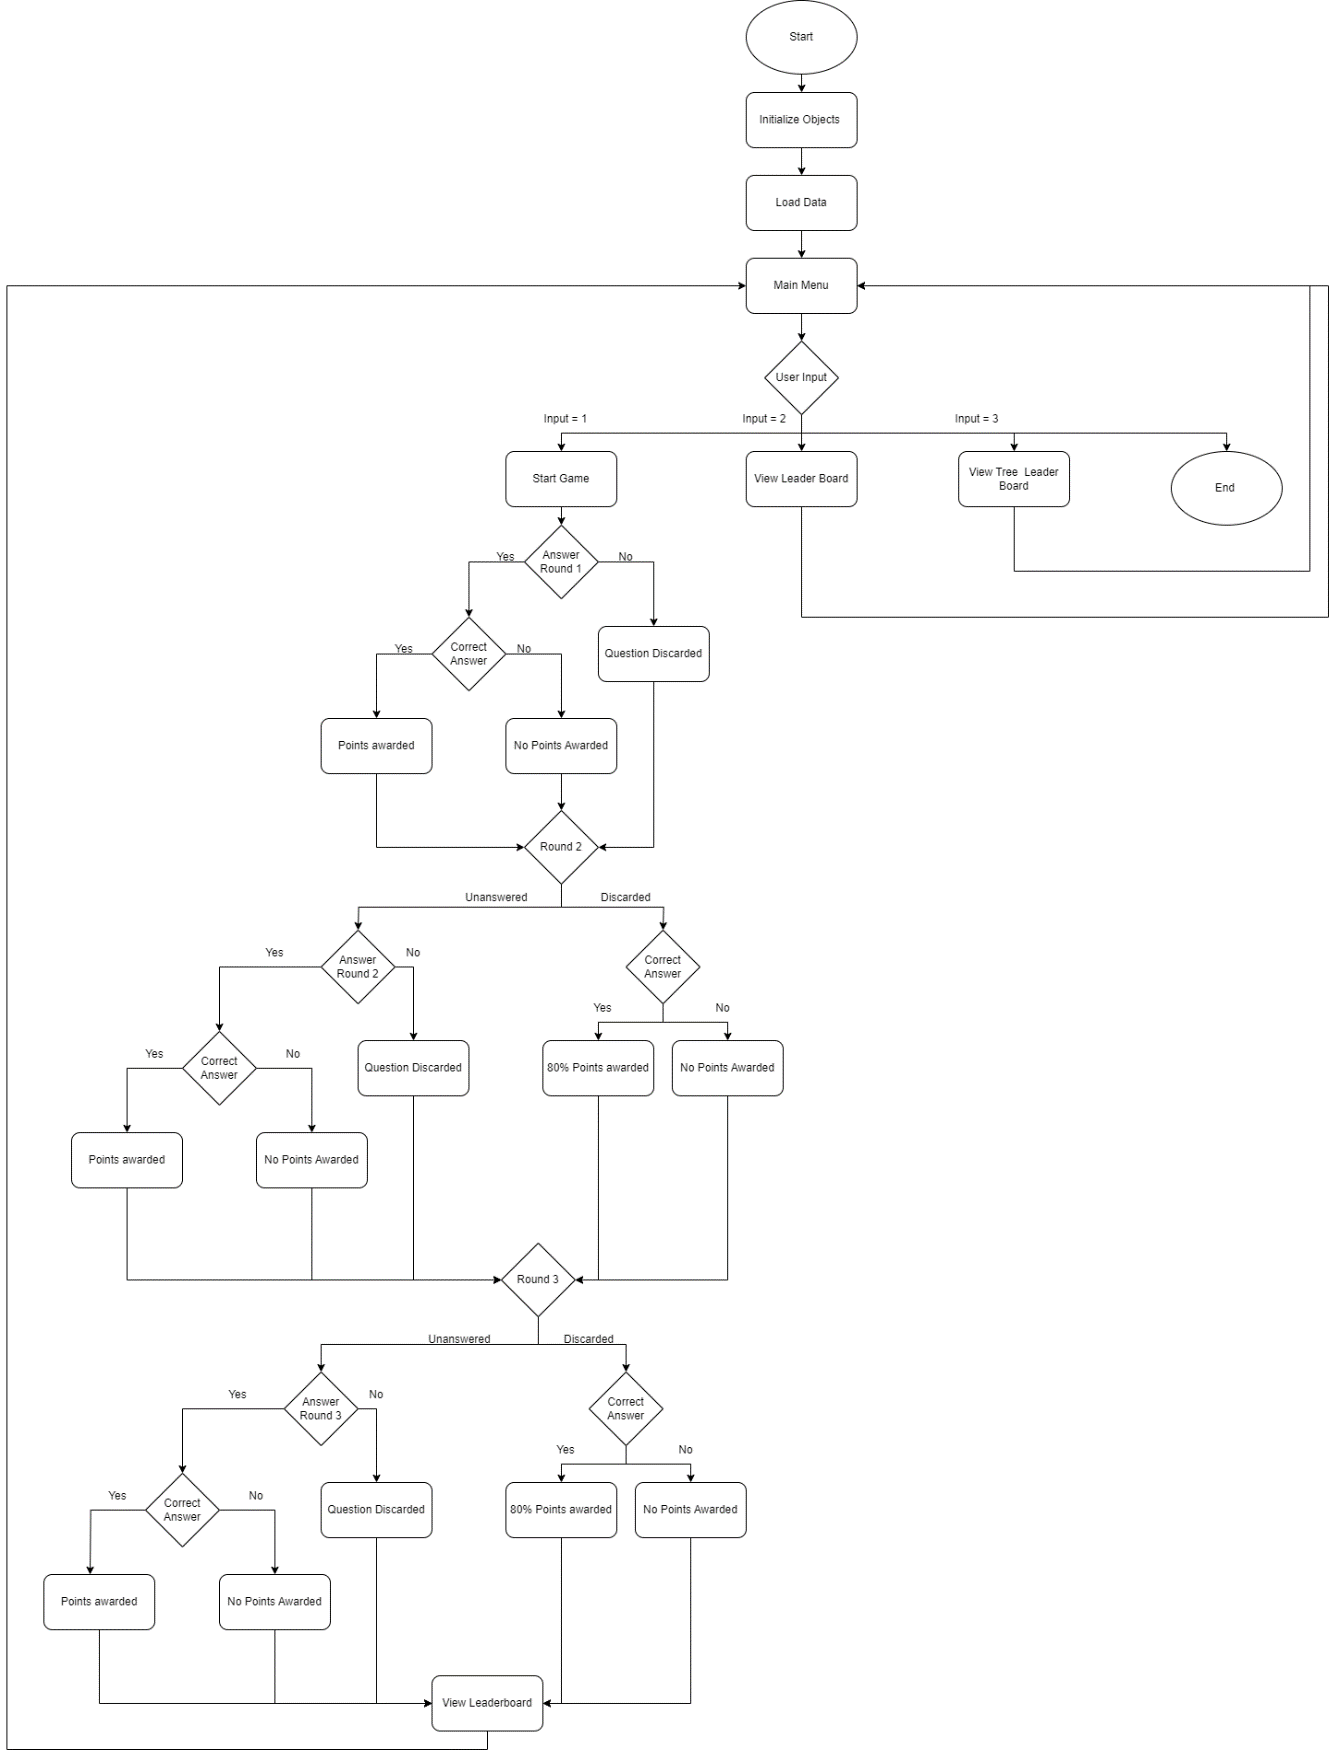 Start
Initialize Objects
Load Data
Main Menu
User Input
Input = 1
Input = 2
Input = 3
Start Game
View Leader Board
View Tree  Leader
Board
End
Answer
Round 1
Yes
No
Correct
Answer
Yes
No
Question Discarded
Points awarded
No Points Awarded
Round 2
Unanswered
Discarded
Answer
Round 2
Yes
No
Correct
Answer
Yes
No
Correct
Answer
Yes
No
Question Discarded
80% Points awarded
No Points Awarded
Points awarded
No Points Awarded
Round 3
Unanswered
Discarded
Answer
Round 3
Yes
No
Correct
Answer
Yes
No
Correct
Answer
Yes
No
Question Discarded
80% Points awarded
No Points Awarded
Points awarded
No Points Awarded
View Leaderboard